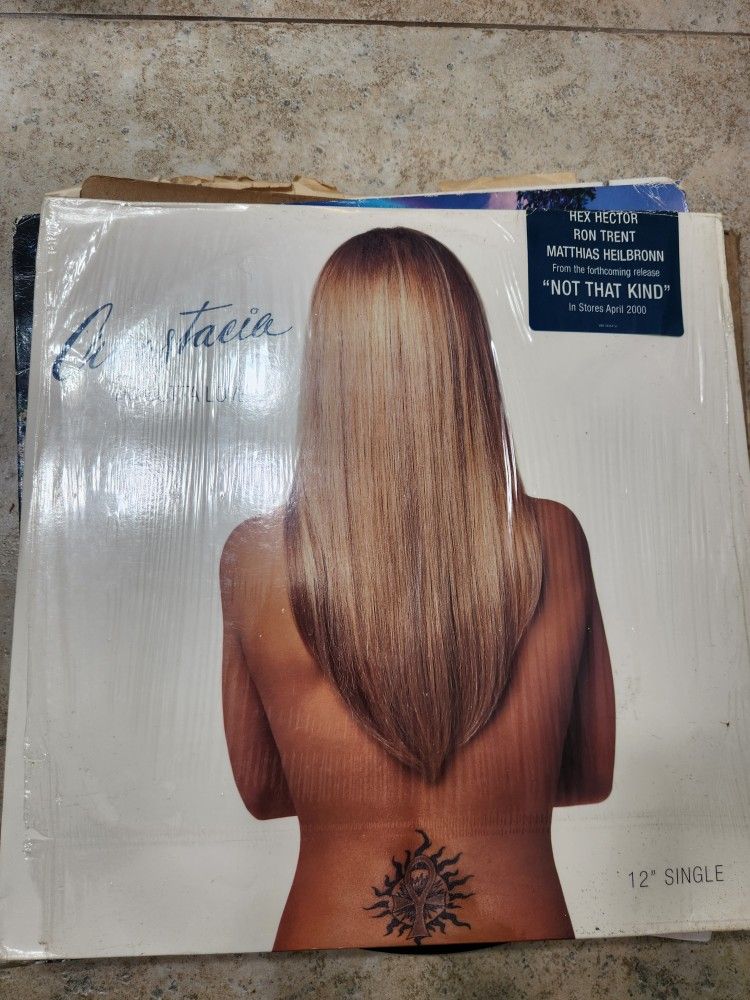 HEX HECTOR
RON TRENT
MATTHIAS HEILBRONN
From the forthcoming release
"NOT THAT KIND"
In Stores April 2000
Anastacia
12" SINGLE